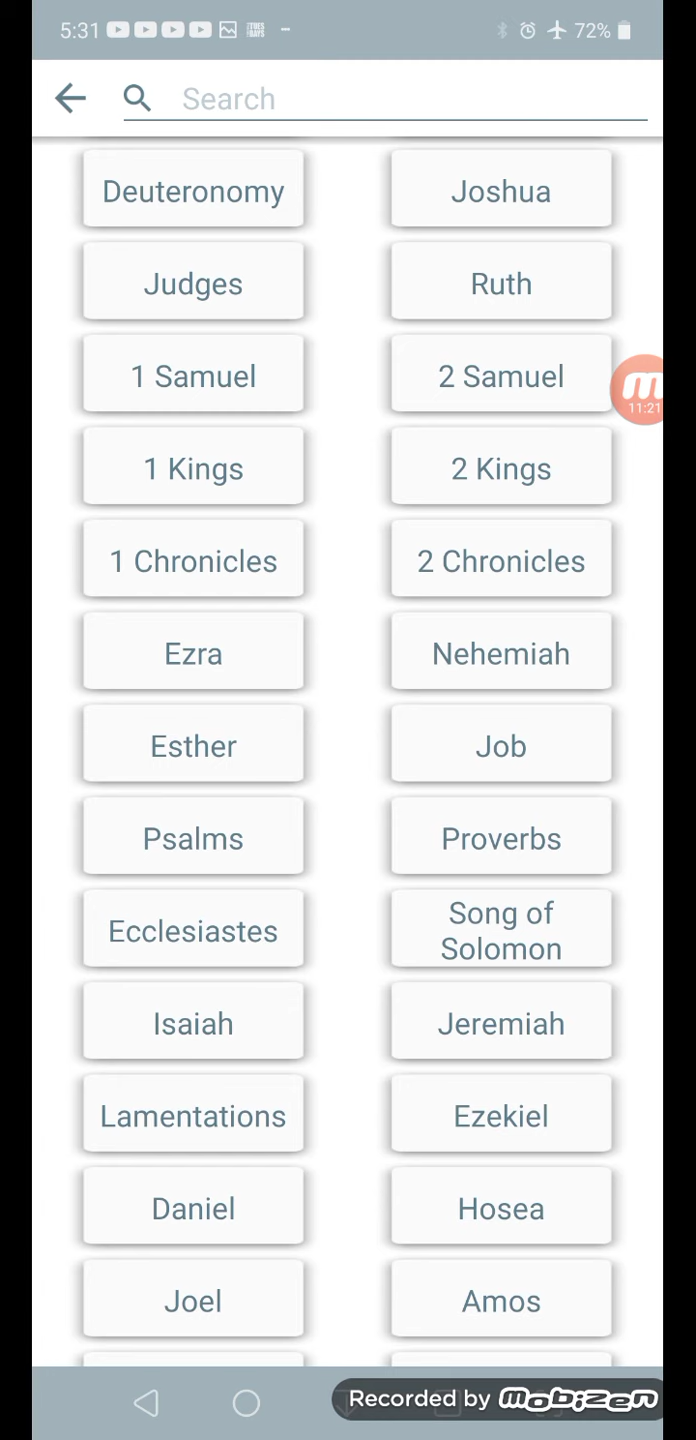 5:31
72%
Search
Deuteronomy
Joshua
Judges
Ruth
1 Samuel
2 Samuel
11:21
1 Kings
2 Kings
1 Chronicles
2 Chronicles
Ezra
Nehemiah
Esther
Job
Psalms
Proverbs
Ecclesiastes
Song of
Solomon
Isaiah
Jeremiah
Lamentations
Ezekiel
Daniel
Hosea
Joel
Amos
Recorded by mobizen